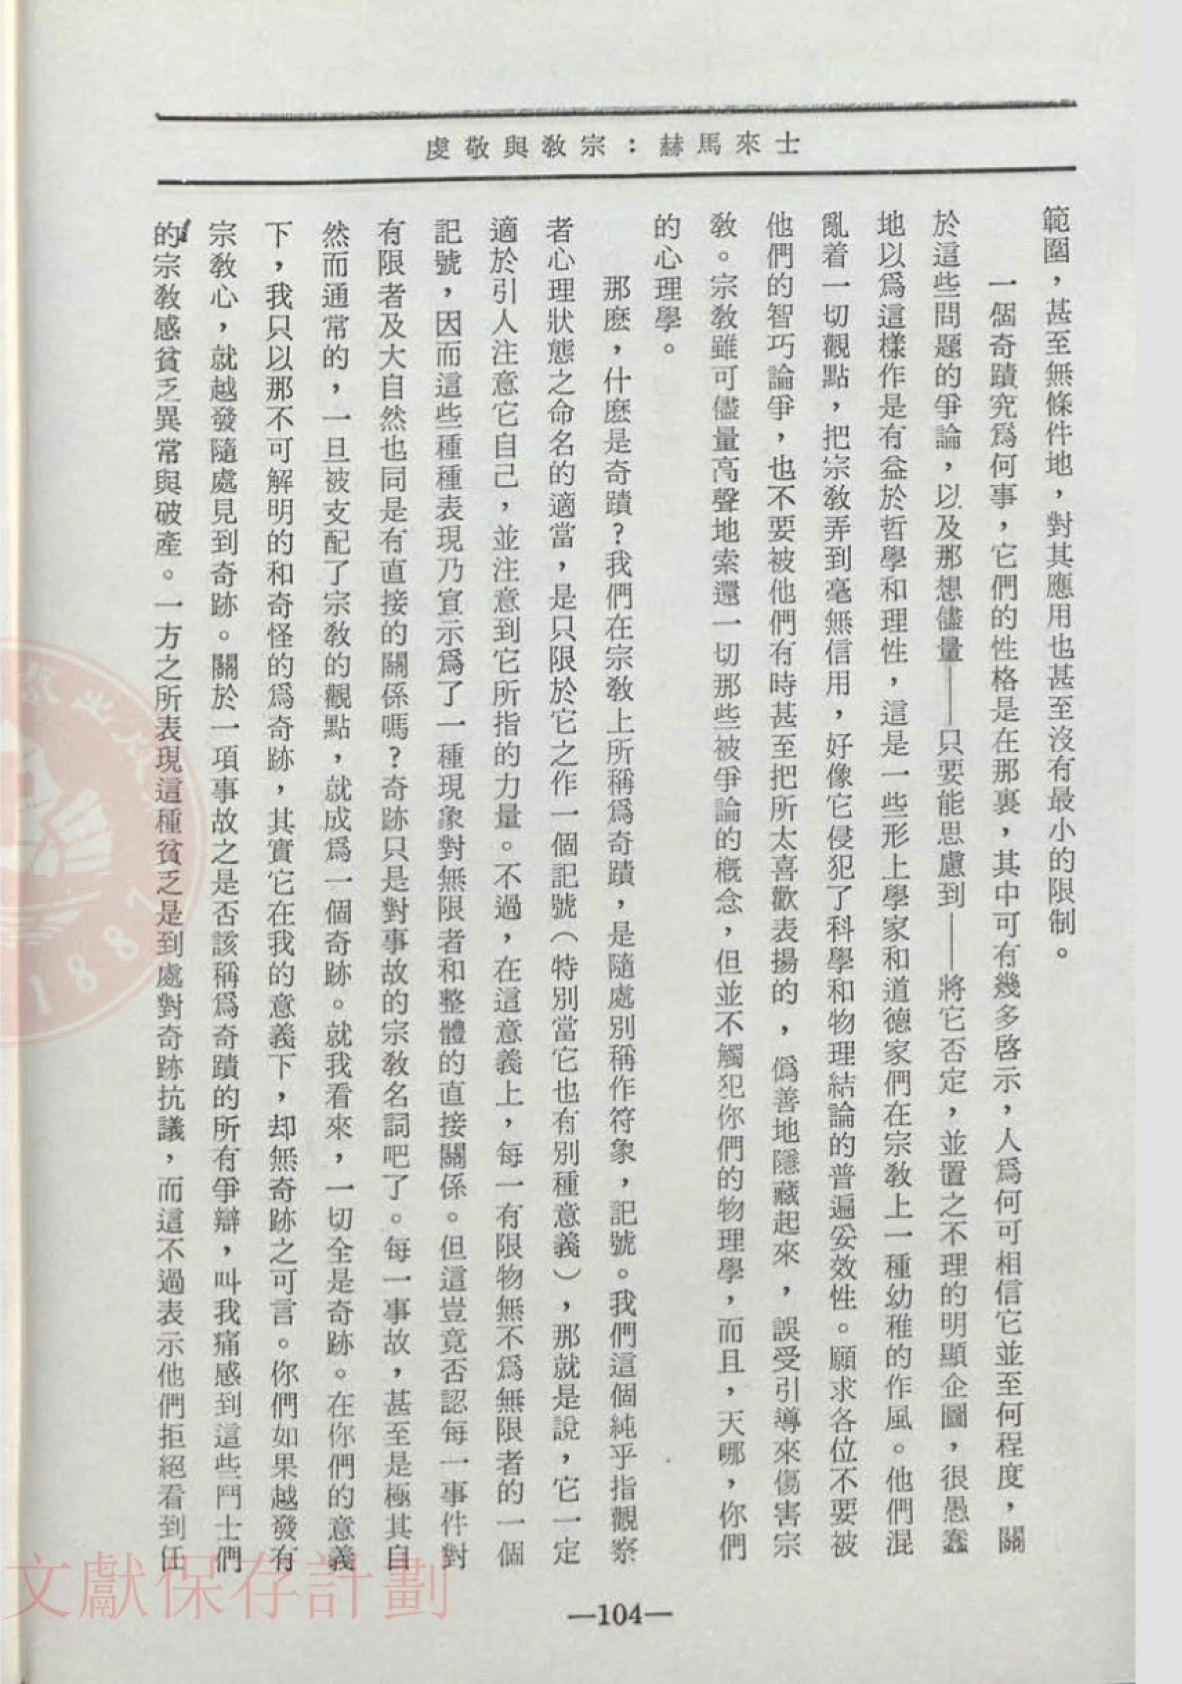 士來馬赫：宗教與敬虔
範圍，甚至無條件地，對其應用也甚至沒有最小的限制。
一個奇蹟究爲何事，它們的性格是在那裏，其中可有幾多啓示，人爲何可相信它並至何程度，關
於這些問題的爭論，以及那想儘量——只要能思慮到——將它否定，並置之不理的明顯企圖，很愚蠢
地以爲這樣作是有益於哲學和理性，這是一些形上學家和道德家們在宗教上一種幼稚的作風。他們混
亂着一切觀點，把宗教弄到毫無信用，好像它侵犯了科學和物理結論的普遍妥效性。願求各位不要被
他們的智巧論爭，也不要被他們有時甚至把所太喜歡表揚的，僞善地隱藏起來，誤受引導來傷害宗
教。宗教雖可儘量高聲地索還一切那些被爭論的概念，但並不觸犯你們的物理學，而且，天哪，你們
的心理學。
那麽，什麽是奇蹟？我們在宗教上所稱爲奇蹟，是隨處別稱作符象，記號。我們這個純乎指觀察
者心理狀態之命名的適當，是只限於它之作一個記號（特別當它也有別種意義），那就是說，它一定
適於引人注意它自己，並注意到它所指的力量。不過，在這意義上，每一有限物無不爲無限者的一個
記號，因而這些種種表現乃宣示爲了一種現象對無限者和整體的直接關係。但這豈竟否認每一事件對
有限者及大自然也同是有直接的關係嗎？奇跡只是對事故的宗教名詞吧了。每一事故，甚至是極其自
然而通常的，一旦被支配了宗教的觀點，就成爲一個奇跡。就我看來，一切全是奇跡。在你們的意義
下，我只以那不可解明的和奇怪的爲奇跡，其實它在我的意義下，却無奇跡之可言。你們如果越發有
宗教心，就越發隨處見到奇跡。關於一項事故之是否該稱爲奇蹟的所有爭辯，叫我痛感到這些鬥士們
的宗教感貧乏異常與破產。一方之所表現這種貧乏是到處對奇跡抗議，而這不過表示他們拒絕看到任
—104—
1887
文獻保存計劃